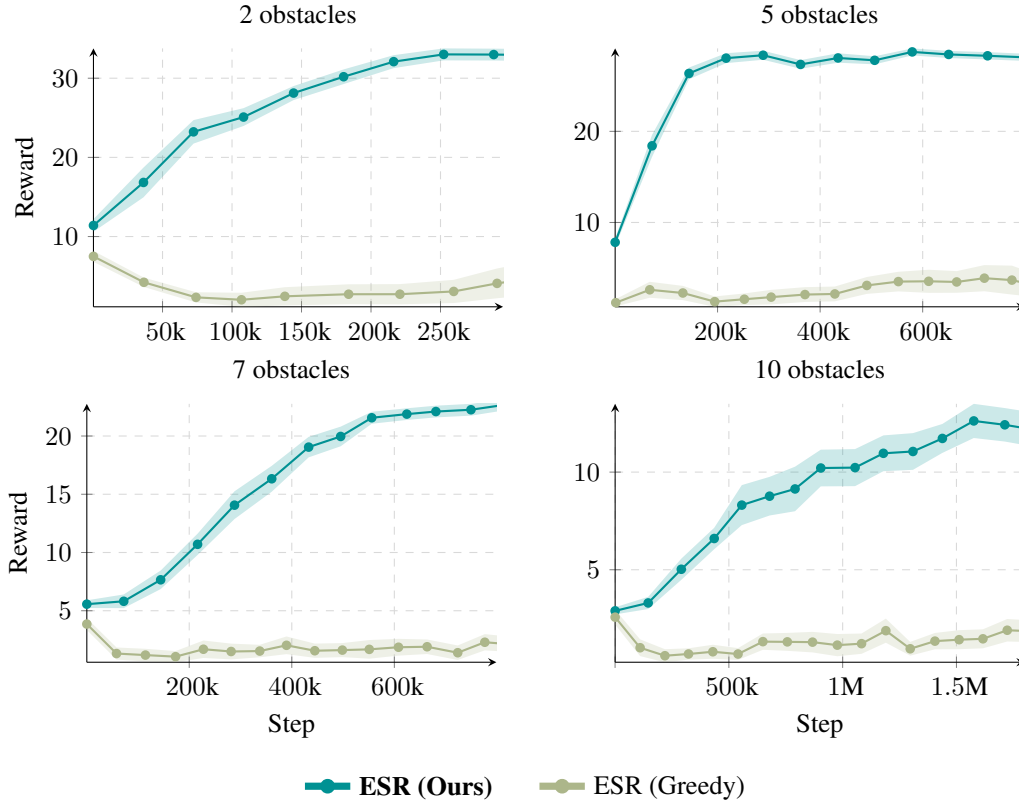 2 obstacles
5 obstacles
30
20
10
Reward
50k 100k 150k 200k 250k
20
10
200k 400k 600k
7 obstacles
10 obstacles
20
15
10
5
Reward
200k 400k 600k
Step
10
5
500k 1M 1.5M
Step
ESR (Ours) ESR (Greedy)